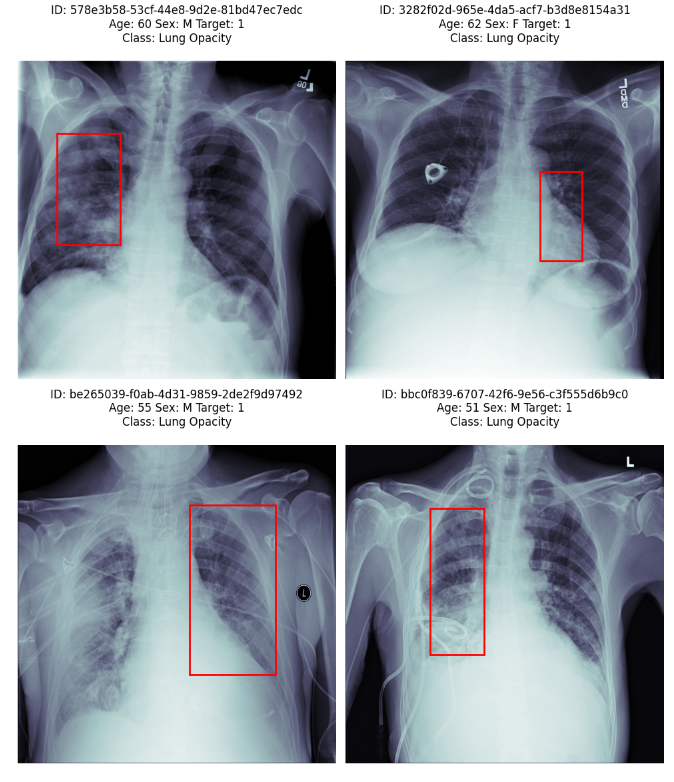 ID: 578e3b58-53cf-44e8-9d2e-81bd47ec7edc
Age: 60 Sex: M Target: 1
Class: Lung Opacity
ID: 3282f02d-965e-4da5-acf7-b3d8e8154a31
Age: 62 Sex: F Target: 1
Class: Lung Opacity
L
ID: be265039-f0ab-4d31-9859-2de2f9d97492
Age: 55 Sex: M Target: 1
Class: Lung Opacity
ID: bbc0f839-6707-42f6-9e56-c3f555d6b9c0
Age: 51 Sex: M Target: 1
Class: Lung Opacity
L
L